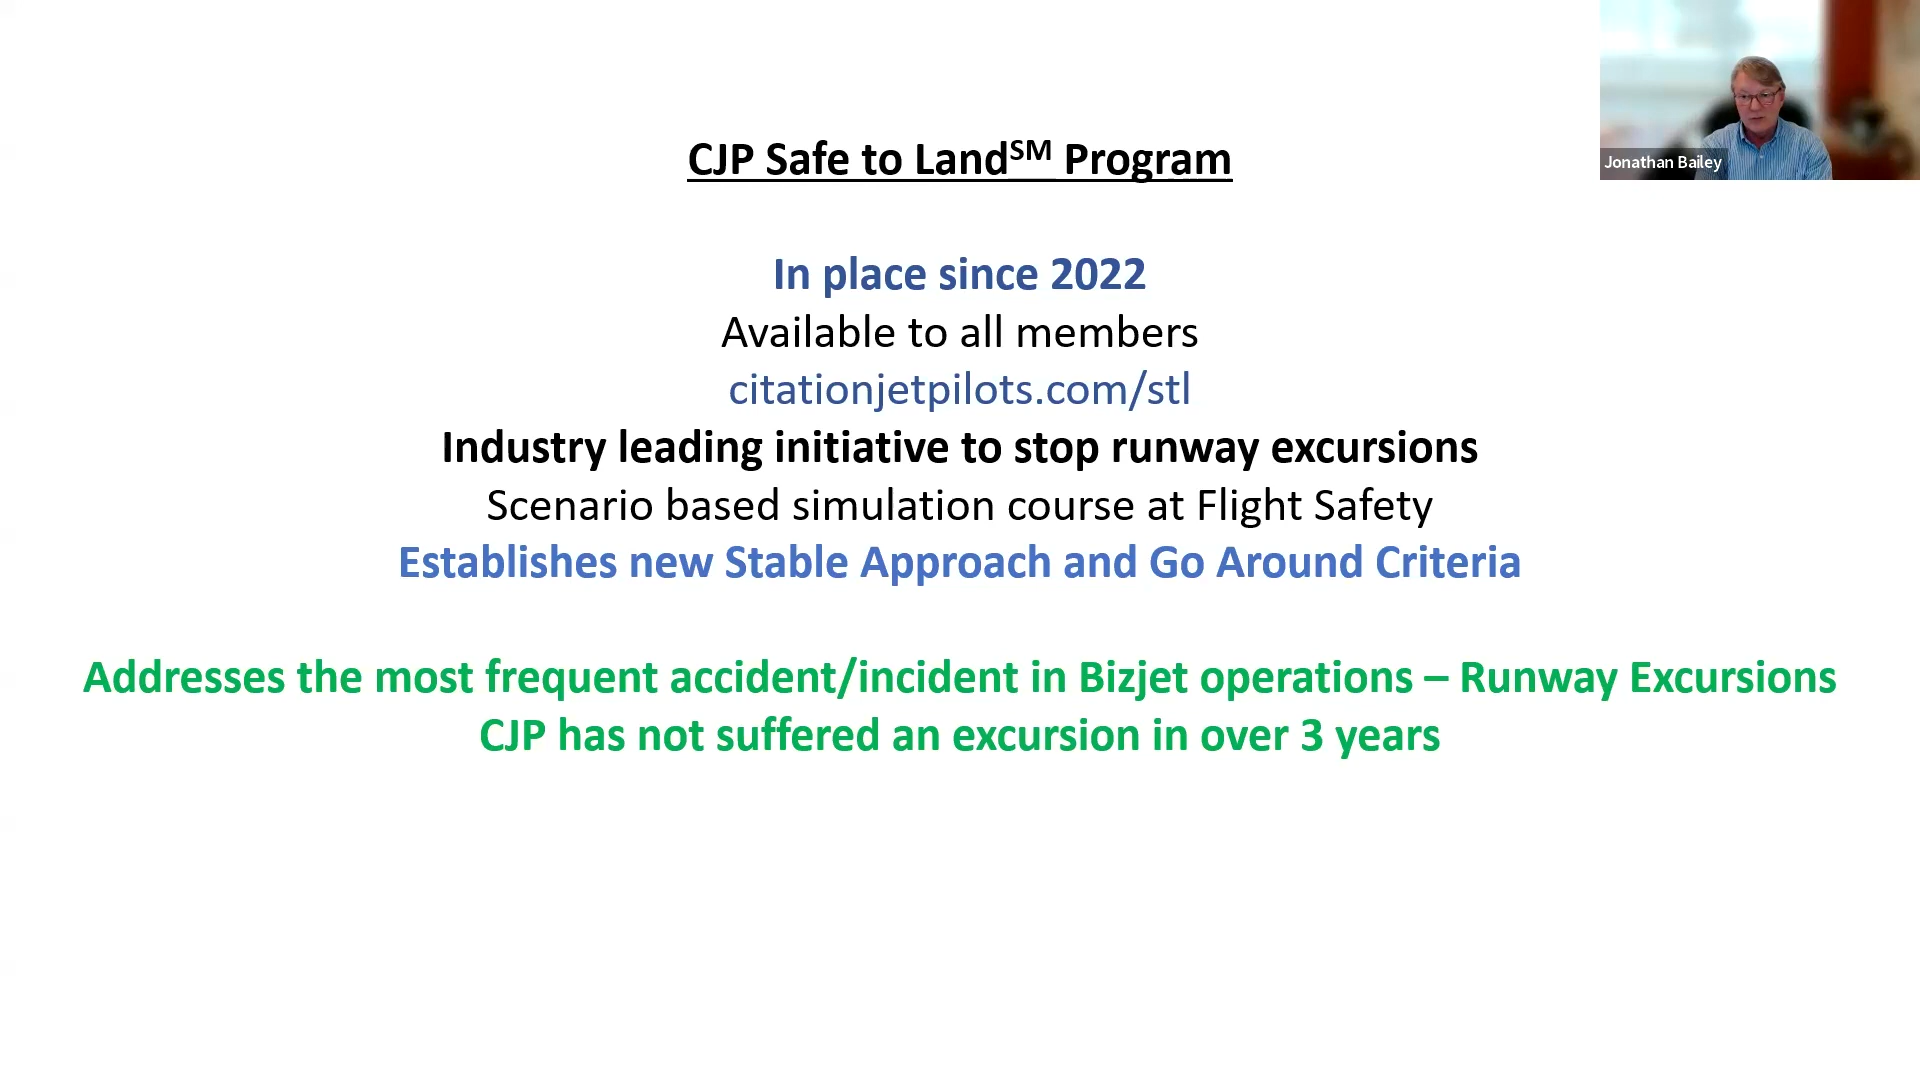 Jonathan Bailey
CJP Safe to Land℠ Program
In place since 2022
Available to all members
citationjetpilots.com/stl
Industry leading initiative to stop runway excursions
Scenario based simulation course at Flight Safety
Establishes new Stable Approach and Go Around Criteria
Addresses the most frequent accident/incident in Bizjet operations – Runway Excursions
CJP has not suffered an excursion in over 3 years